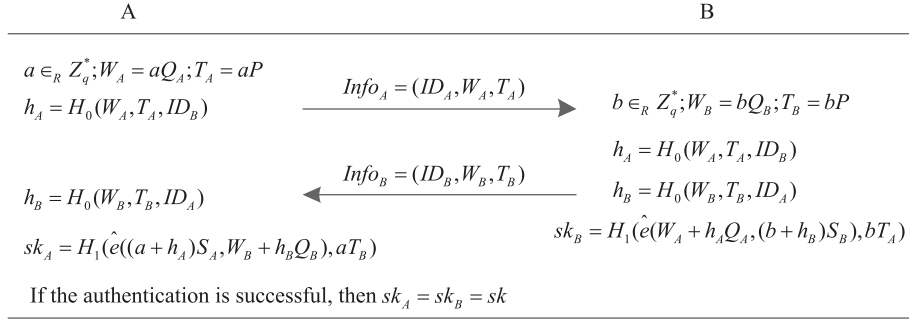 A B
a ∈_R Z_q^*; W_A = aQ_A; T_A = aP
h_A = H_0(W_A, T_A, ID_B)
Info_A = (ID_A, W_A, T_A)
b ∈_R Z_q^*; W_B = bQ_B; T_B = bP
h_A = H_0(W_A, T_A, ID_B)
Info_B = (ID_B, W_B, T_B)
h_B = H_0(W_B, T_B, ID_A)
h_B = H_0(W_B, T_B, ID_A)
sk_B = H_1(ê(W_A + h_A Q_A, (b + h_B)S_B), bT_A)
sk_A = H_1(ê((a + h_A)S_A, W_B + h_B Q_B), aT_B)
If the authentication is successful, then sk_A = sk_B = sk